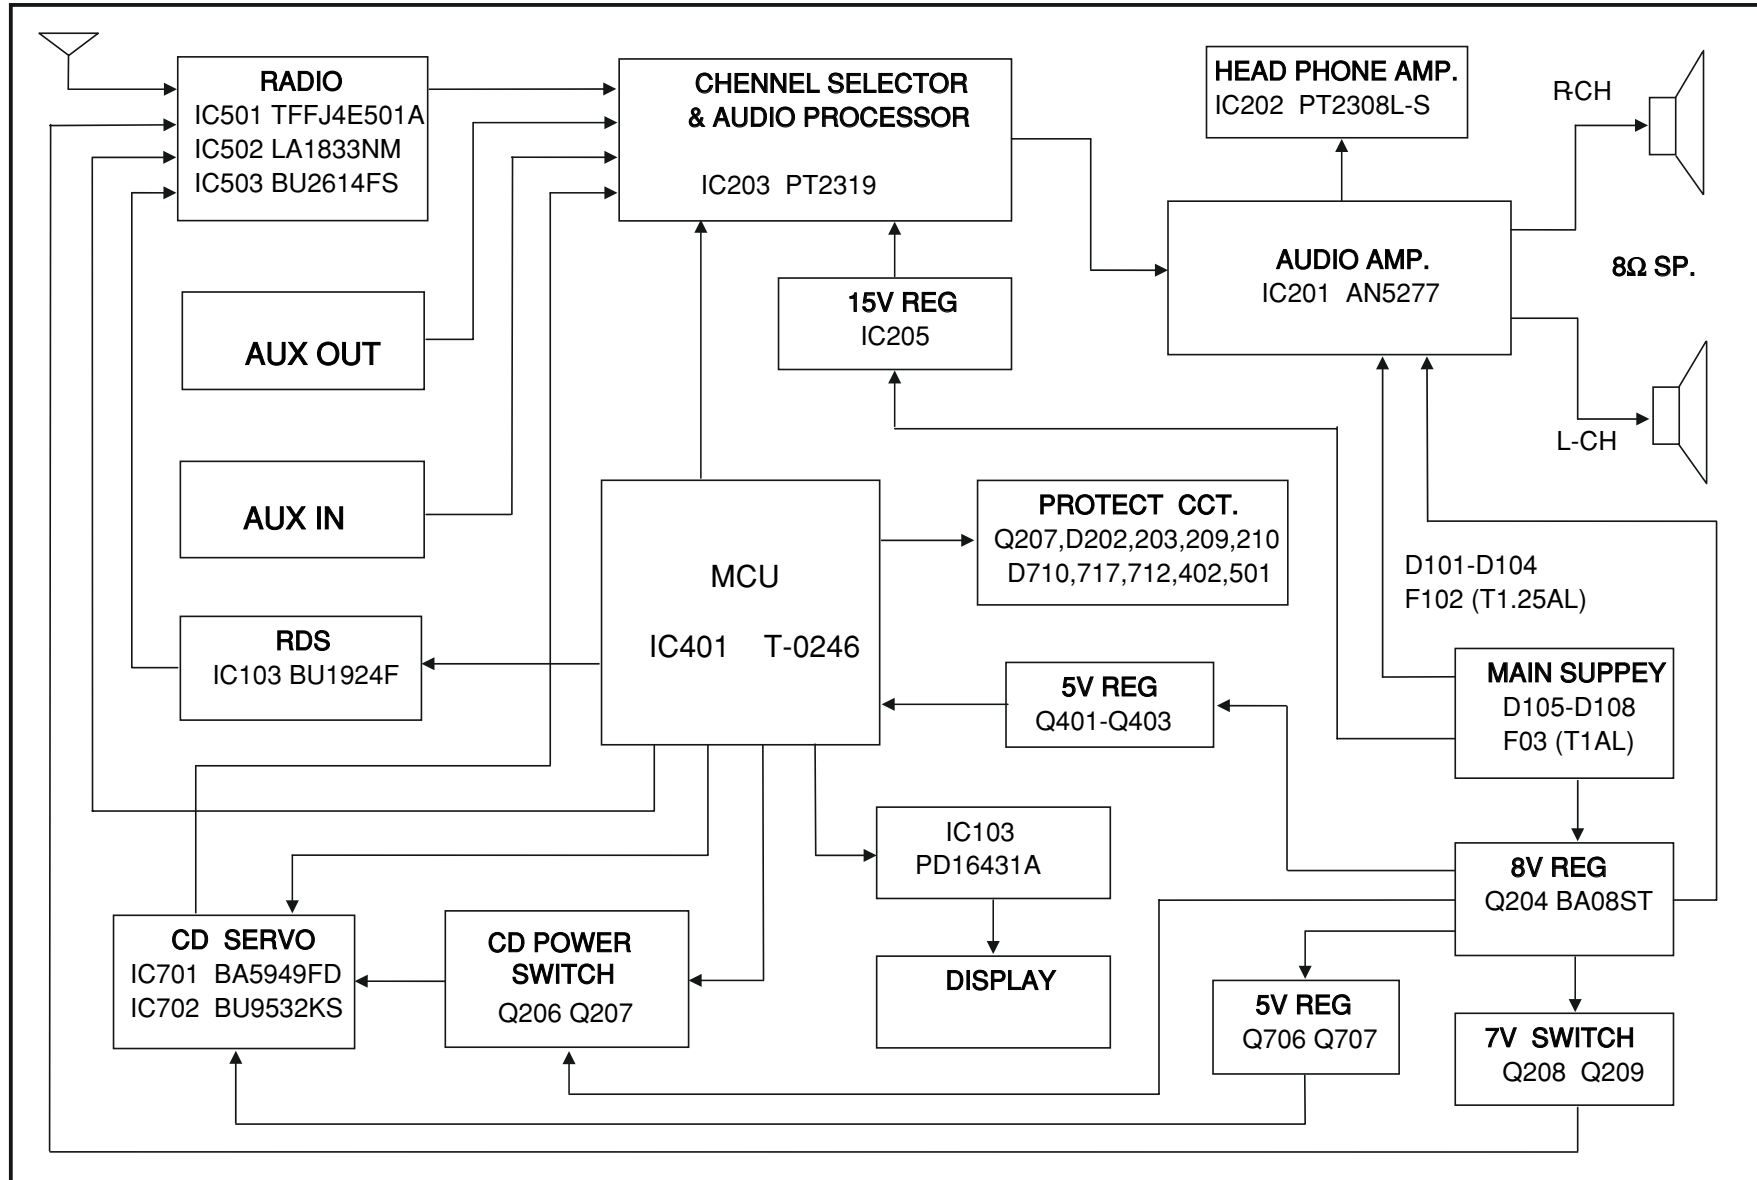 RADIO
IC501 TFFJ4E501A
IC502 LA1833NM
IC503 BU2614FS
CHENNEL SELECTOR
& AUDIO PROCESSOR
IC203 PT2319
HEAD PHONE AMP.
IC202 PT2308L-S
R-CH
AUDIO AMP.
IC201 AN5277
8Ω SP.
15V REG
IC205
AUX OUT
L-CH
AUX IN
MCU
IC401 T-0246
PROTECT CCT.
Q207,D202,203,209,210
D710,717,712,402,501
D101-D104
F102 (T1.25AL)
RDS
IC103 BU1924F
5V REG
Q401-Q403
MAIN SUPPEY
D105-D108
F03 (T1AL)
IC103
PD16431A
8V REG
Q204 BA08ST
CD SERVO
IC701 BA5949FD
IC702 BU9532KS
CD POWER
SWITCH
Q206 Q207
DISPLAY
5V REG
Q706 Q707
7V SWITCH
Q208 Q209